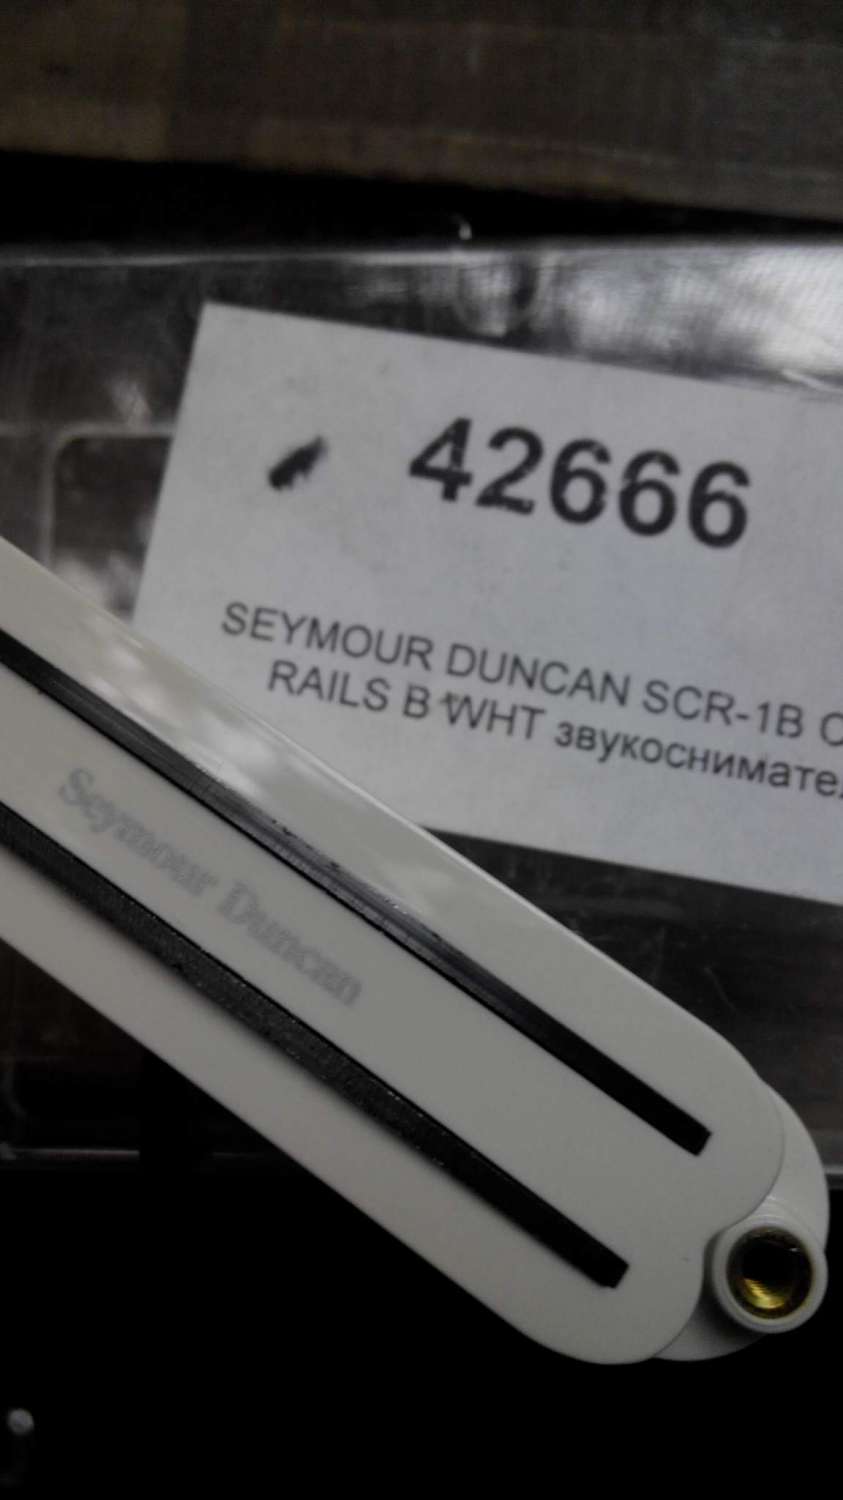 42666
SEYMOUR DUNCAN SCR-1B C
RAILS B WHT звукоснимате
Seymour Duncan